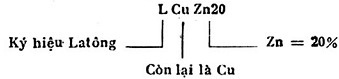 L Cu Zn20
Ký hiệu Latông
Zn = 20%
Còn lại là Cu